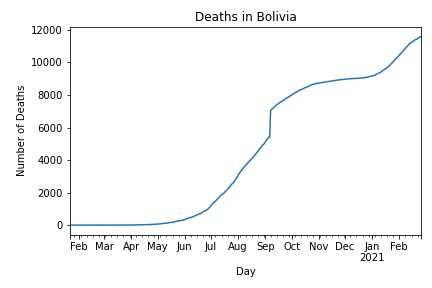 Deaths in Bolivia
12000
10000
8000
6000
4000
2000
0
Number of Deaths
Feb Mar Apr May Jun Jul Aug Sep Oct Nov Dec Jan Feb
2021
Day